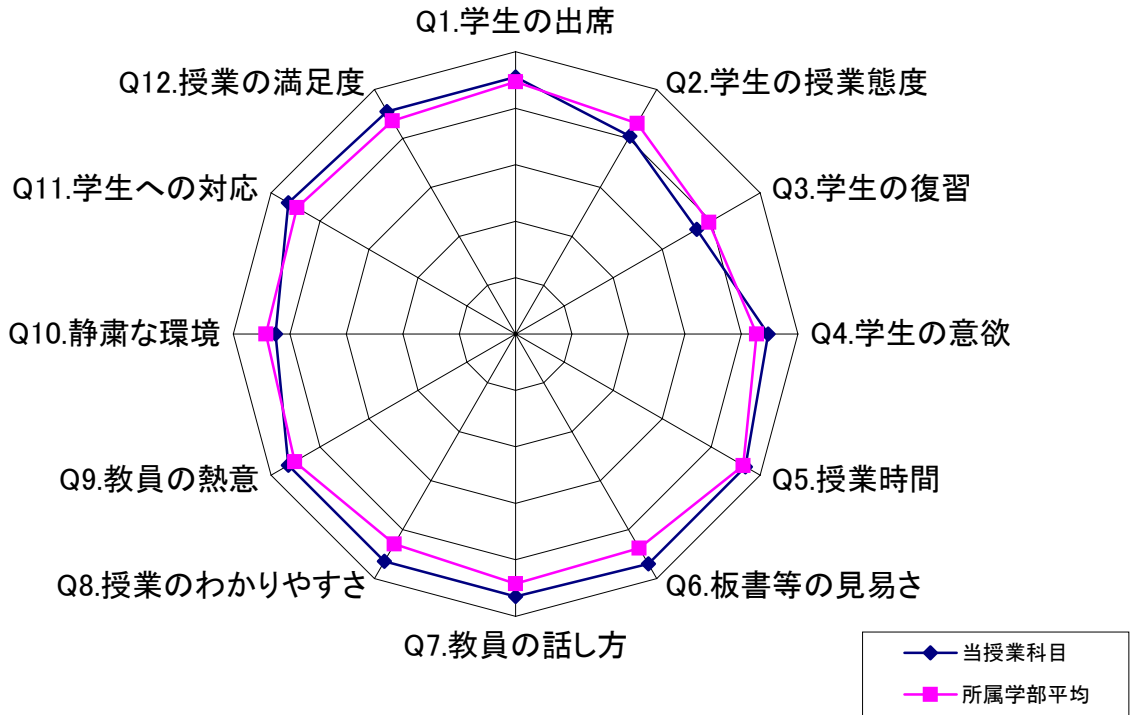 Q1.学生の出席
Q2.学生の授業態度
Q3.学生の復習
Q4.学生の意欲
Q5.授業時間
Q6.板書等の見易さ
Q7.教員の話し方
Q8.授業のわかりやすさ
Q9.教員の熱意
Q10.静粛な環境
Q11.学生への対応
Q12.授業の満足度
当授業科目
所属学部平均